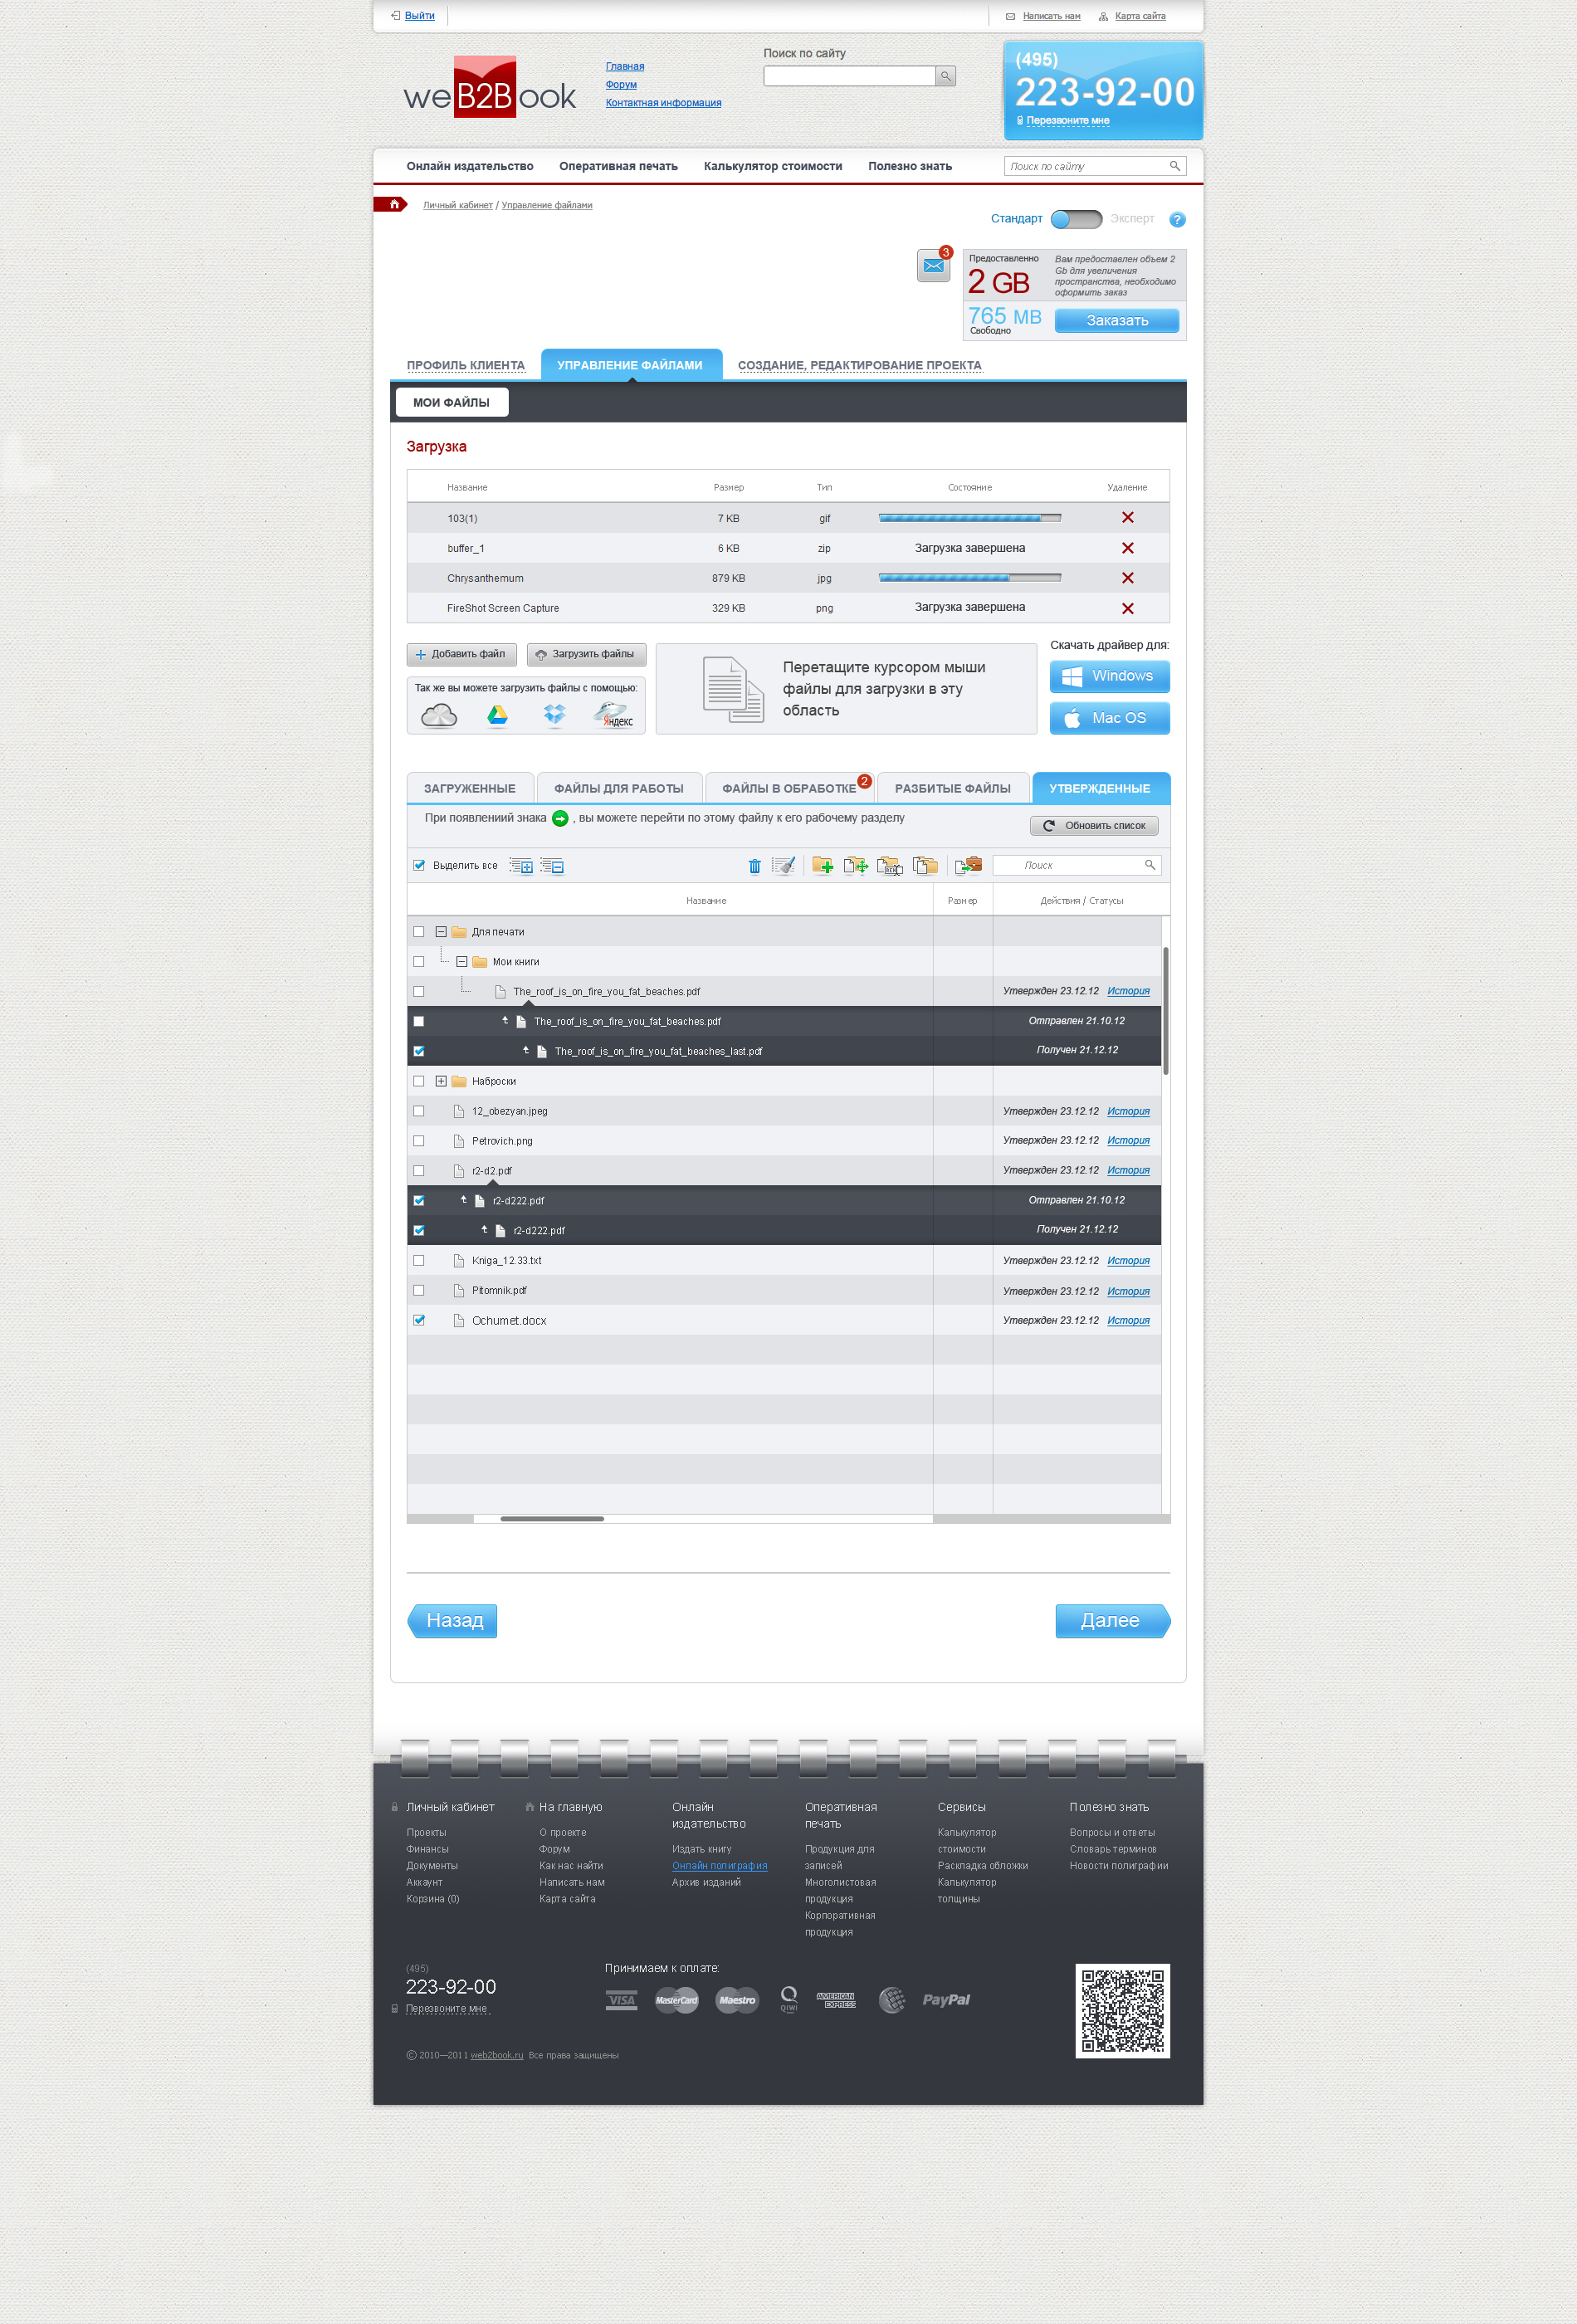 Выйти
Написать нам
Карта сайта
weB2Book
Главная
Форум
Контактная информация
Поиск по сайту
(495)
223-92-00
Перезвоните мне
Онлайн издательство
Оперативная печать
Калькулятор стоимости
Полезно знать
Поиск по сайту
Личный кабинет / Управление файлами
Стандарт
Эксперт
?
3
Предоставленно
2 GB
Вам предоставлен объем 2
Gb для увеличения
пространства, необходимо
оформить заказ
765 MB
Свободно
Заказать
ПРОФИЛЬ КЛИЕНТА
УПРАВЛЕНИЕ ФАЙЛАМИ
СОЗДАНИЕ, РЕДАКТИРОВАНИЕ ПРОЕКТА
МОИ ФАЙЛЫ
Загрузка
Название Размер Тип Состояние Удаление
103(1) 7 KB gif
buffer_1 6 KB zip Загрузка завершена
Chrysanthemum 879 KB jpg
FireShot Screen Capture 329 KB png Загрузка завершена
Добавить файл
Загрузить файлы
Так же вы можете загрузить файлы с помощью:
Яндекс
Перетащите курсором мыши
файлы для загрузки в эту
область
Скачать драйвер для:
Windows
Mac OS
ЗАГРУЖЕННЫЕ
ФАЙЛЫ ДЛЯ РАБОТЫ
ФАЙЛЫ В ОБРАБОТКЕ
2
РАЗБИТЫЕ ФАЙЛЫ
УТВЕРЖДЕННЫЕ
При появлениии знака , вы можете перейти по этому файлу к его рабочему разделу
Обновить список
Выделить все
Поиск
Название Размер Действия / Статусы
Для печати
Мои книги
The_roof_is_on_fire_you_fat_beaches.pdf Утвержден 23.12.12 История
The_roof_is_on_fire_you_fat_beaches.pdf Отправлен 21.10.12
The_roof_is_on_fire_you_fat_beaches_last.pdf Получен 21.12.12
Наброски
12_obezyan.jpeg Утвержден 23.12.12 История
Petrovich.png Утвержден 23.12.12 История
r2-d2.pdf Утвержден 23.12.12 История
r2-d222.pdf Отправлен 21.10.12
r2-d222.pdf Получен 21.12.12
Kniga_12.33.txt Утвержден 23.12.12 История
Pitomnik.pdf Утвержден 23.12.12 История
Ochumet.docx Утвержден 23.12.12 История
Назад
Далее
Личный кабинет
Проекты
Финансы
Документы
Аккаунт
Корзина (0)
На главную
О проекте
Форум
Как нас найти
Написать нам
Карта сайта
Онлайн
издательство
Издать книгу
Онлайн полиграфия
Архив изданий
Оперативная
печать
Продукция для
записей
Многолистовая
продукция
Корпоративная
продукция
Сервисы
Калькулятор
стоимости
Раскладка обложки
Калькулятор
толщины
Полезно знать
Вопросы и ответы
Словарь терминов
Новости полиграфии
(495)
223-92-00
Перезвоните мне
Принимаем к оплате:
VISA
MasterCard
Maestro
QIWI
AMERICAN
EXPRESS
PayPal
© 2010—2011 web2book.ru Все права защищены